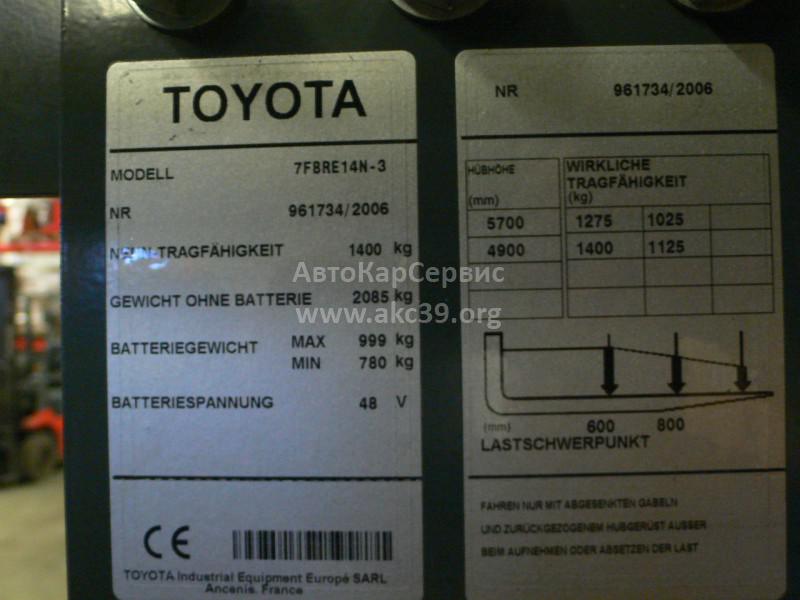 TOYOTA
MODELL 7FBRE14N-3
NR 961734/2006
NENN-TRAGFÄHIGKEIT 1400 kg
GEWICHT OHNE BATTERIE 2085 kg
BATTERIEGEWICHT MAX 999 kg
MIN 780 kg
BATTERIESPANNUNG 48 V
CE
TOYOTA Industrial Equipment Europé SARL
Ancenis. France
NR 961734/2006
HÜBHÖHE
(mm)
WIRKLICHE
TRAGFÄHIGKEIT
(kg)
5700 1275 1025
4900 1400 1125
(mm) 600 800
LASTSCHWERPUNKT
FAHREN NUR MIT ABGESENKTEN GABELN
UND ZURÜCKGEZOGENEM HUBGERÜST AUSSER
BEIM AUFNEHMEN ODER ABSETZEN DER LAST
АвтоКарСервис
www.akc39.org